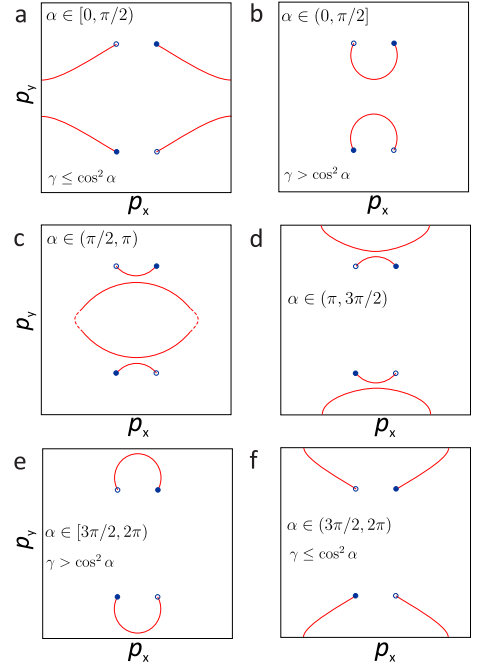 a
α ∈ [0, π/2)
p_y
γ ≤ cos² α
p_x
b
α ∈ (0, π/2]
γ > cos² α
p_x
c
α ∈ (π/2, π)
p_y
p_x
d
α ∈ (π, 3π/2)
p_x
e
p_y
α ∈ [3π/2, 2π)
γ > cos² α
p_x
f
α ∈ (3π/2, 2π)
γ ≤ cos² α
p_x